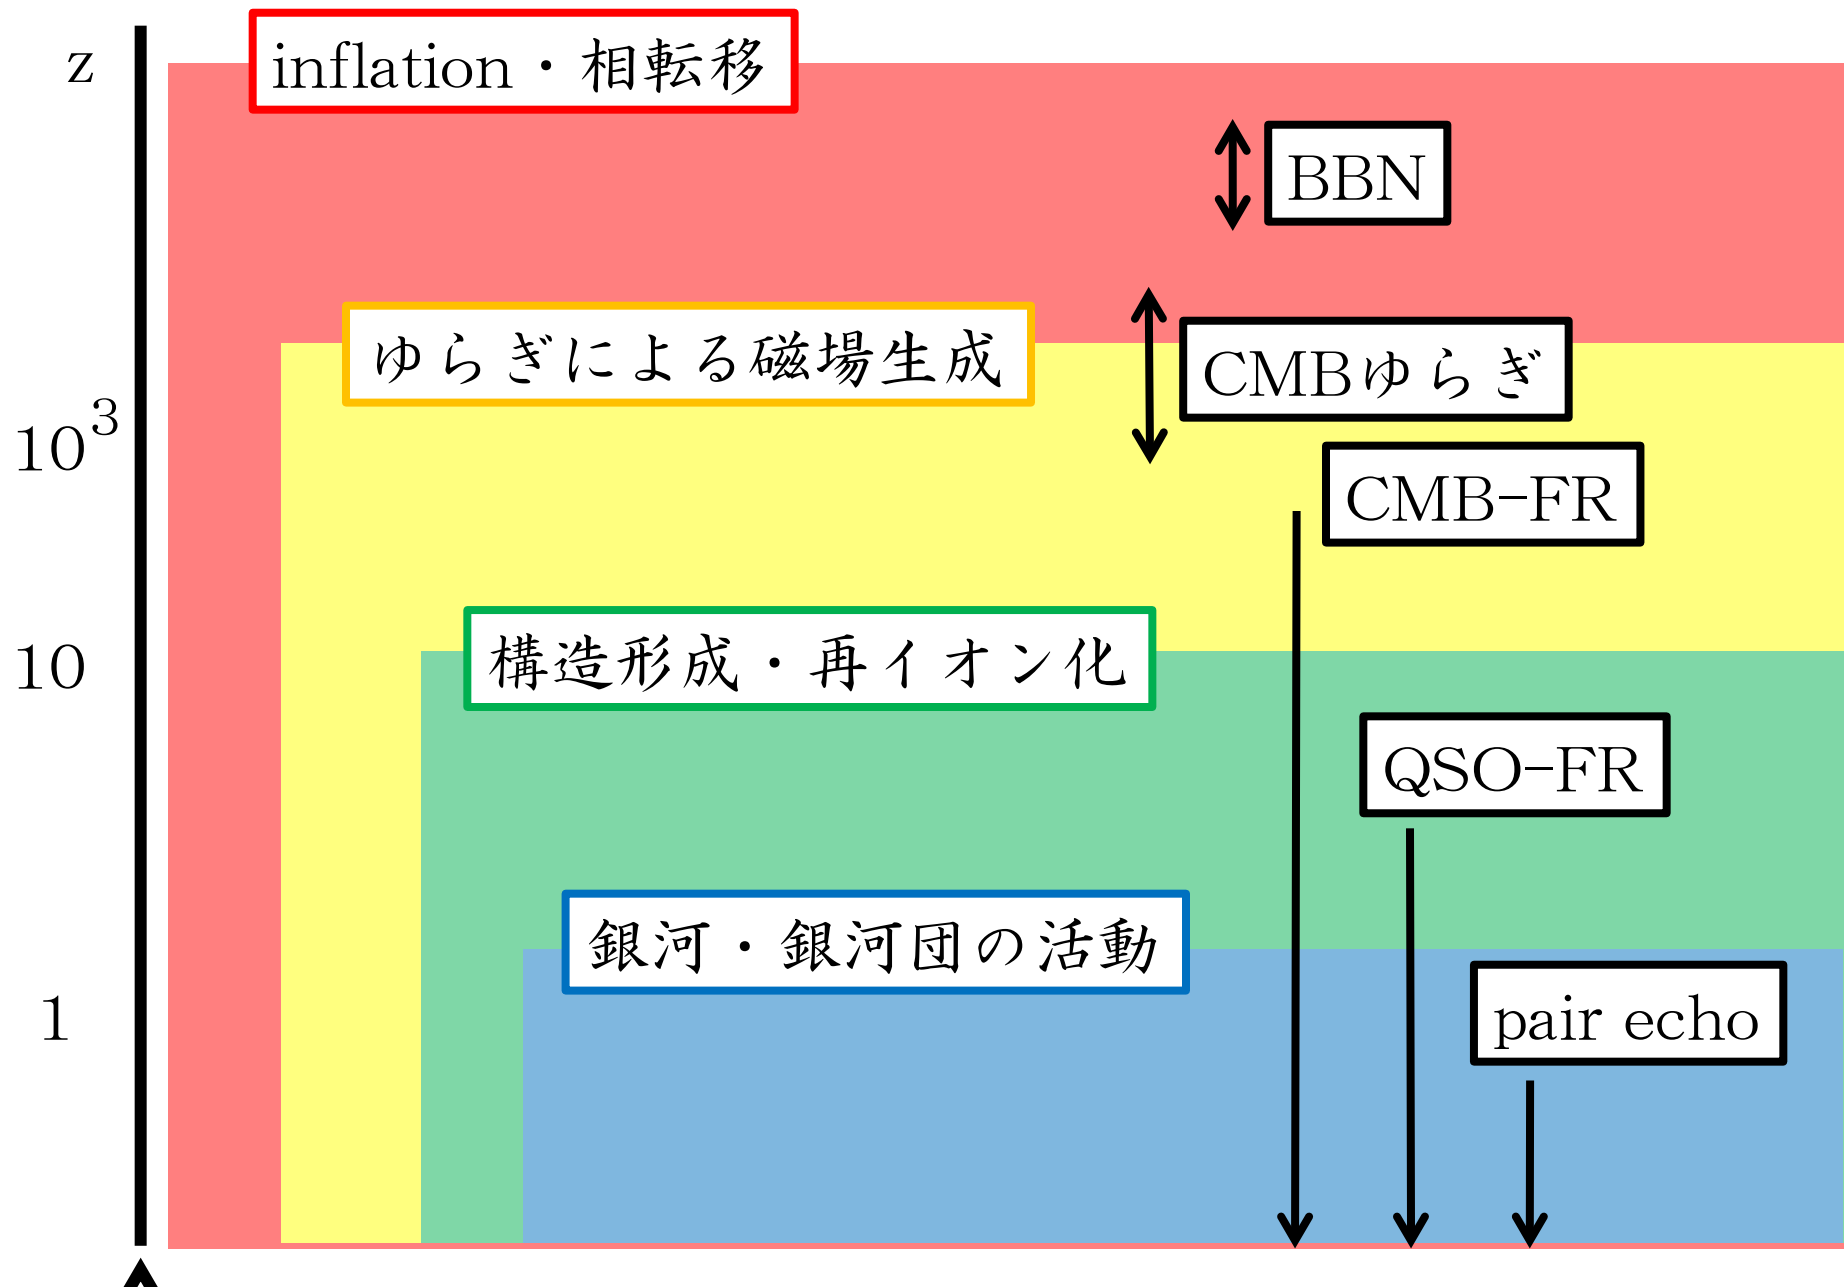 z
inflation・相転移
BBN
ゆらぎによる磁場生成
CMBゆらぎ
10³
CMB-FR
10
構造形成・再イオン化
QSO-FR
銀河・銀河団の活動
1
pair echo